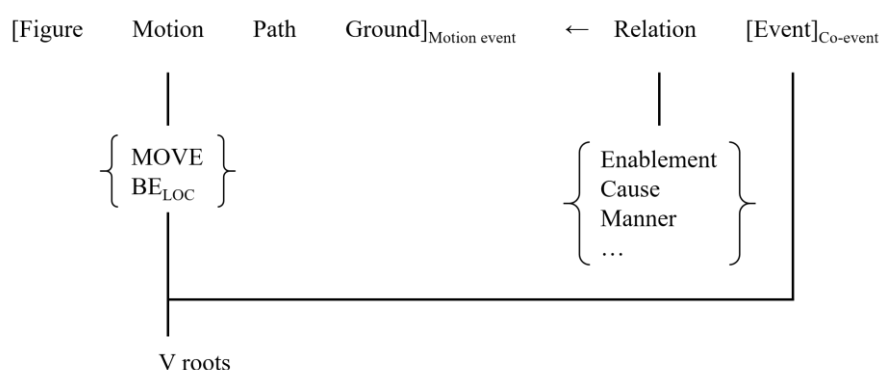 [Figure Motion Path Ground]Motion event ← Relation [Event]Co-event
MOVE
BELOC
Enablement
Cause
Manner
…
V roots